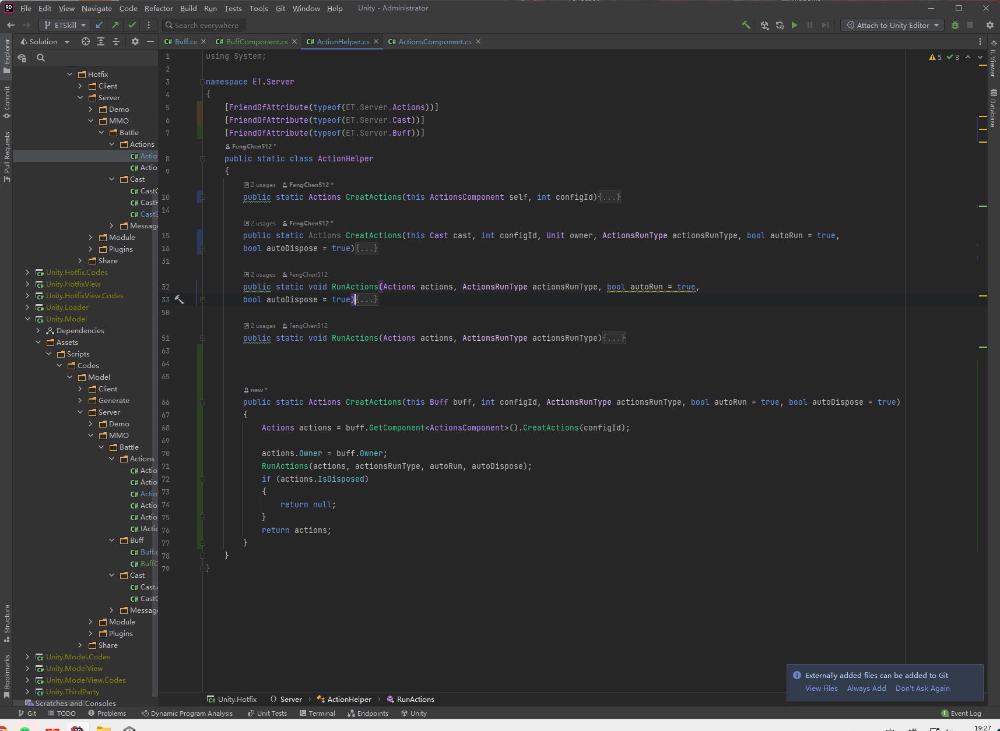 File Edit View Navigate Code Refactor Build Run Tests Tools Git Window Help Unity - Administrator
ETSkill Search everywhere Attach to Unity Editor
Solution Buff.cs BuffComponent.cs ActionHelper.cs ActionsComponent.cs
Explorer
Commit
Pull Requests
Structure
Bookmarks
Hotfix
Client
Server
Demo
MMO
Battle
Actions
C# Actio
C# Actio
Cast
C# CastC
C# CastH
C# CastS
Messag
Module
Plugins
Share
Unity.Hotfix.Codes
Unity.HotfixView
Unity.HotfixView.Codes
Unity.Loader
Unity.Model
Dependencies
Assets
Scripts
Codes
Model
Client
Generate
Server
Demo
MMO
Battle
Actions
C# Actio
C# Actio
C# Actio
C# Actio
C# Actio
C# IActic
Buff
C# Buff.c
C# BuffC
Cast
C# Cast.c
C# CastC
Messag
Module
Plugins
Share
Unity.Model.Codes
Unity.ModelView
Unity.ModelView.Codes
Unity.ThirdParty
Scratches and Consoles
1 using System;
2
3 namespace ET.Server
4 {
5 [FriendOfAttribute(typeof(ET.Server.Actions))]
6 [FriendOfAttribute(typeof(ET.Server.Cast))]
7 [FriendOfAttribute(typeof(ET.Server.Buff))]
FengChen512 *
8 public static class ActionHelper
9 {
2 usages FengChen512 *
10 public static Actions CreatActions(this ActionsComponent self, int configId){...}
14
2 usages FengChen512 *
15 public static Actions CreatActions(this Cast cast, int configId, Unit owner, ActionsRunType actionsRunType, bool autoRun = true,
16 bool autoDispose = true){...}
31
2 usages FengChen512
32 public static void RunActions(Actions actions, ActionsRunType actionsRunType, bool autoRun = true,
33 bool autoDispose = true){...}
50
2 usages FengChen512
51 public static void RunActions(Actions actions, ActionsRunType actionsRunType){...}
63
64
65
new *
66 public static Actions CreatActions(this Buff buff, int configId, ActionsRunType actionsRunType, bool autoRun = true, bool autoDispose = true)
67 {
68 Actions actions = buff.GetComponent<ActionsComponent>().CreatActions(configId);
69
70 actions.Owner = buff.Owner;
71 RunActions(actions, actionsRunType, autoRun, autoDispose);
72 if (actions.IsDisposed)
73 {
74 return null;
75 }
76 return actions;
77 }
78 }
79 }
5 3
IL Viewer
Database
Externally added files can be added to Git
View Files Always Add Don't Ask Again
Unity.Hotfix Server ActionHelper RunActions
Git TODO Problems Dynamic Program Analysis Unit Tests Terminal Endpoints Unity 1 Event Log
19:27